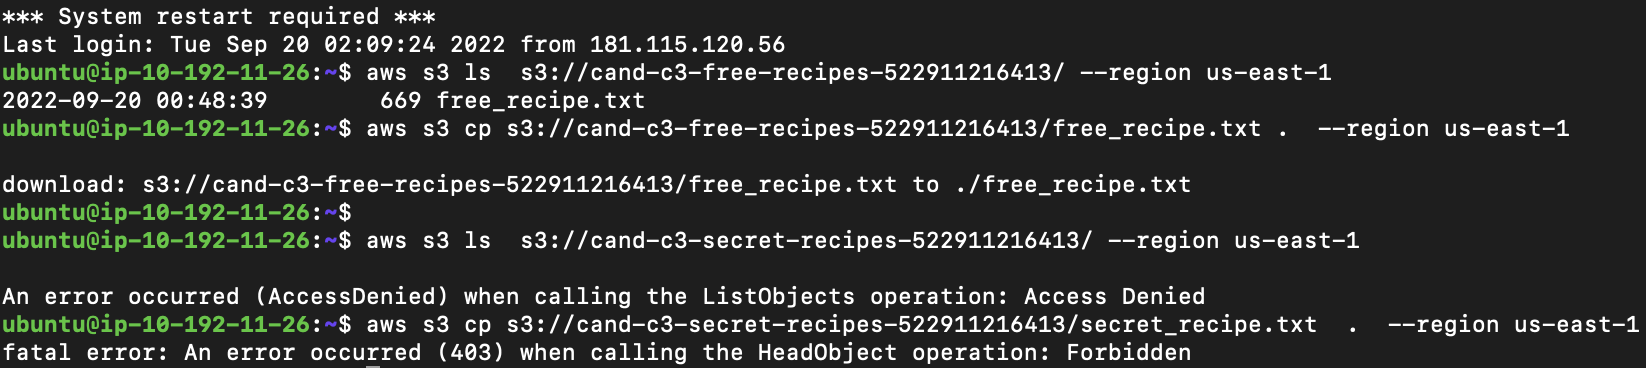 *** System restart required ***
Last login: Tue Sep 20 02:09:24 2022 from 181.115.120.56
ubuntu@ip-10-192-11-26:~$ aws s3 ls  s3://cand-c3-free-recipes-522911216413/ --region us-east-1
2022-09-20 00:48:39        669 free_recipe.txt
ubuntu@ip-10-192-11-26:~$ aws s3 cp s3://cand-c3-free-recipes-522911216413/free_recipe.txt .  --region us-east-1
download: s3://cand-c3-free-recipes-522911216413/free_recipe.txt to ./free_recipe.txt
ubuntu@ip-10-192-11-26:~$
ubuntu@ip-10-192-11-26:~$ aws s3 ls  s3://cand-c3-secret-recipes-522911216413/ --region us-east-1
An error occurred (AccessDenied) when calling the ListObjects operation: Access Denied
ubuntu@ip-10-192-11-26:~$ aws s3 cp s3://cand-c3-secret-recipes-522911216413/secret_recipe.txt  .  --region us-east-1
fatal error: An error occurred (403) when calling the HeadObject operation: Forbidden